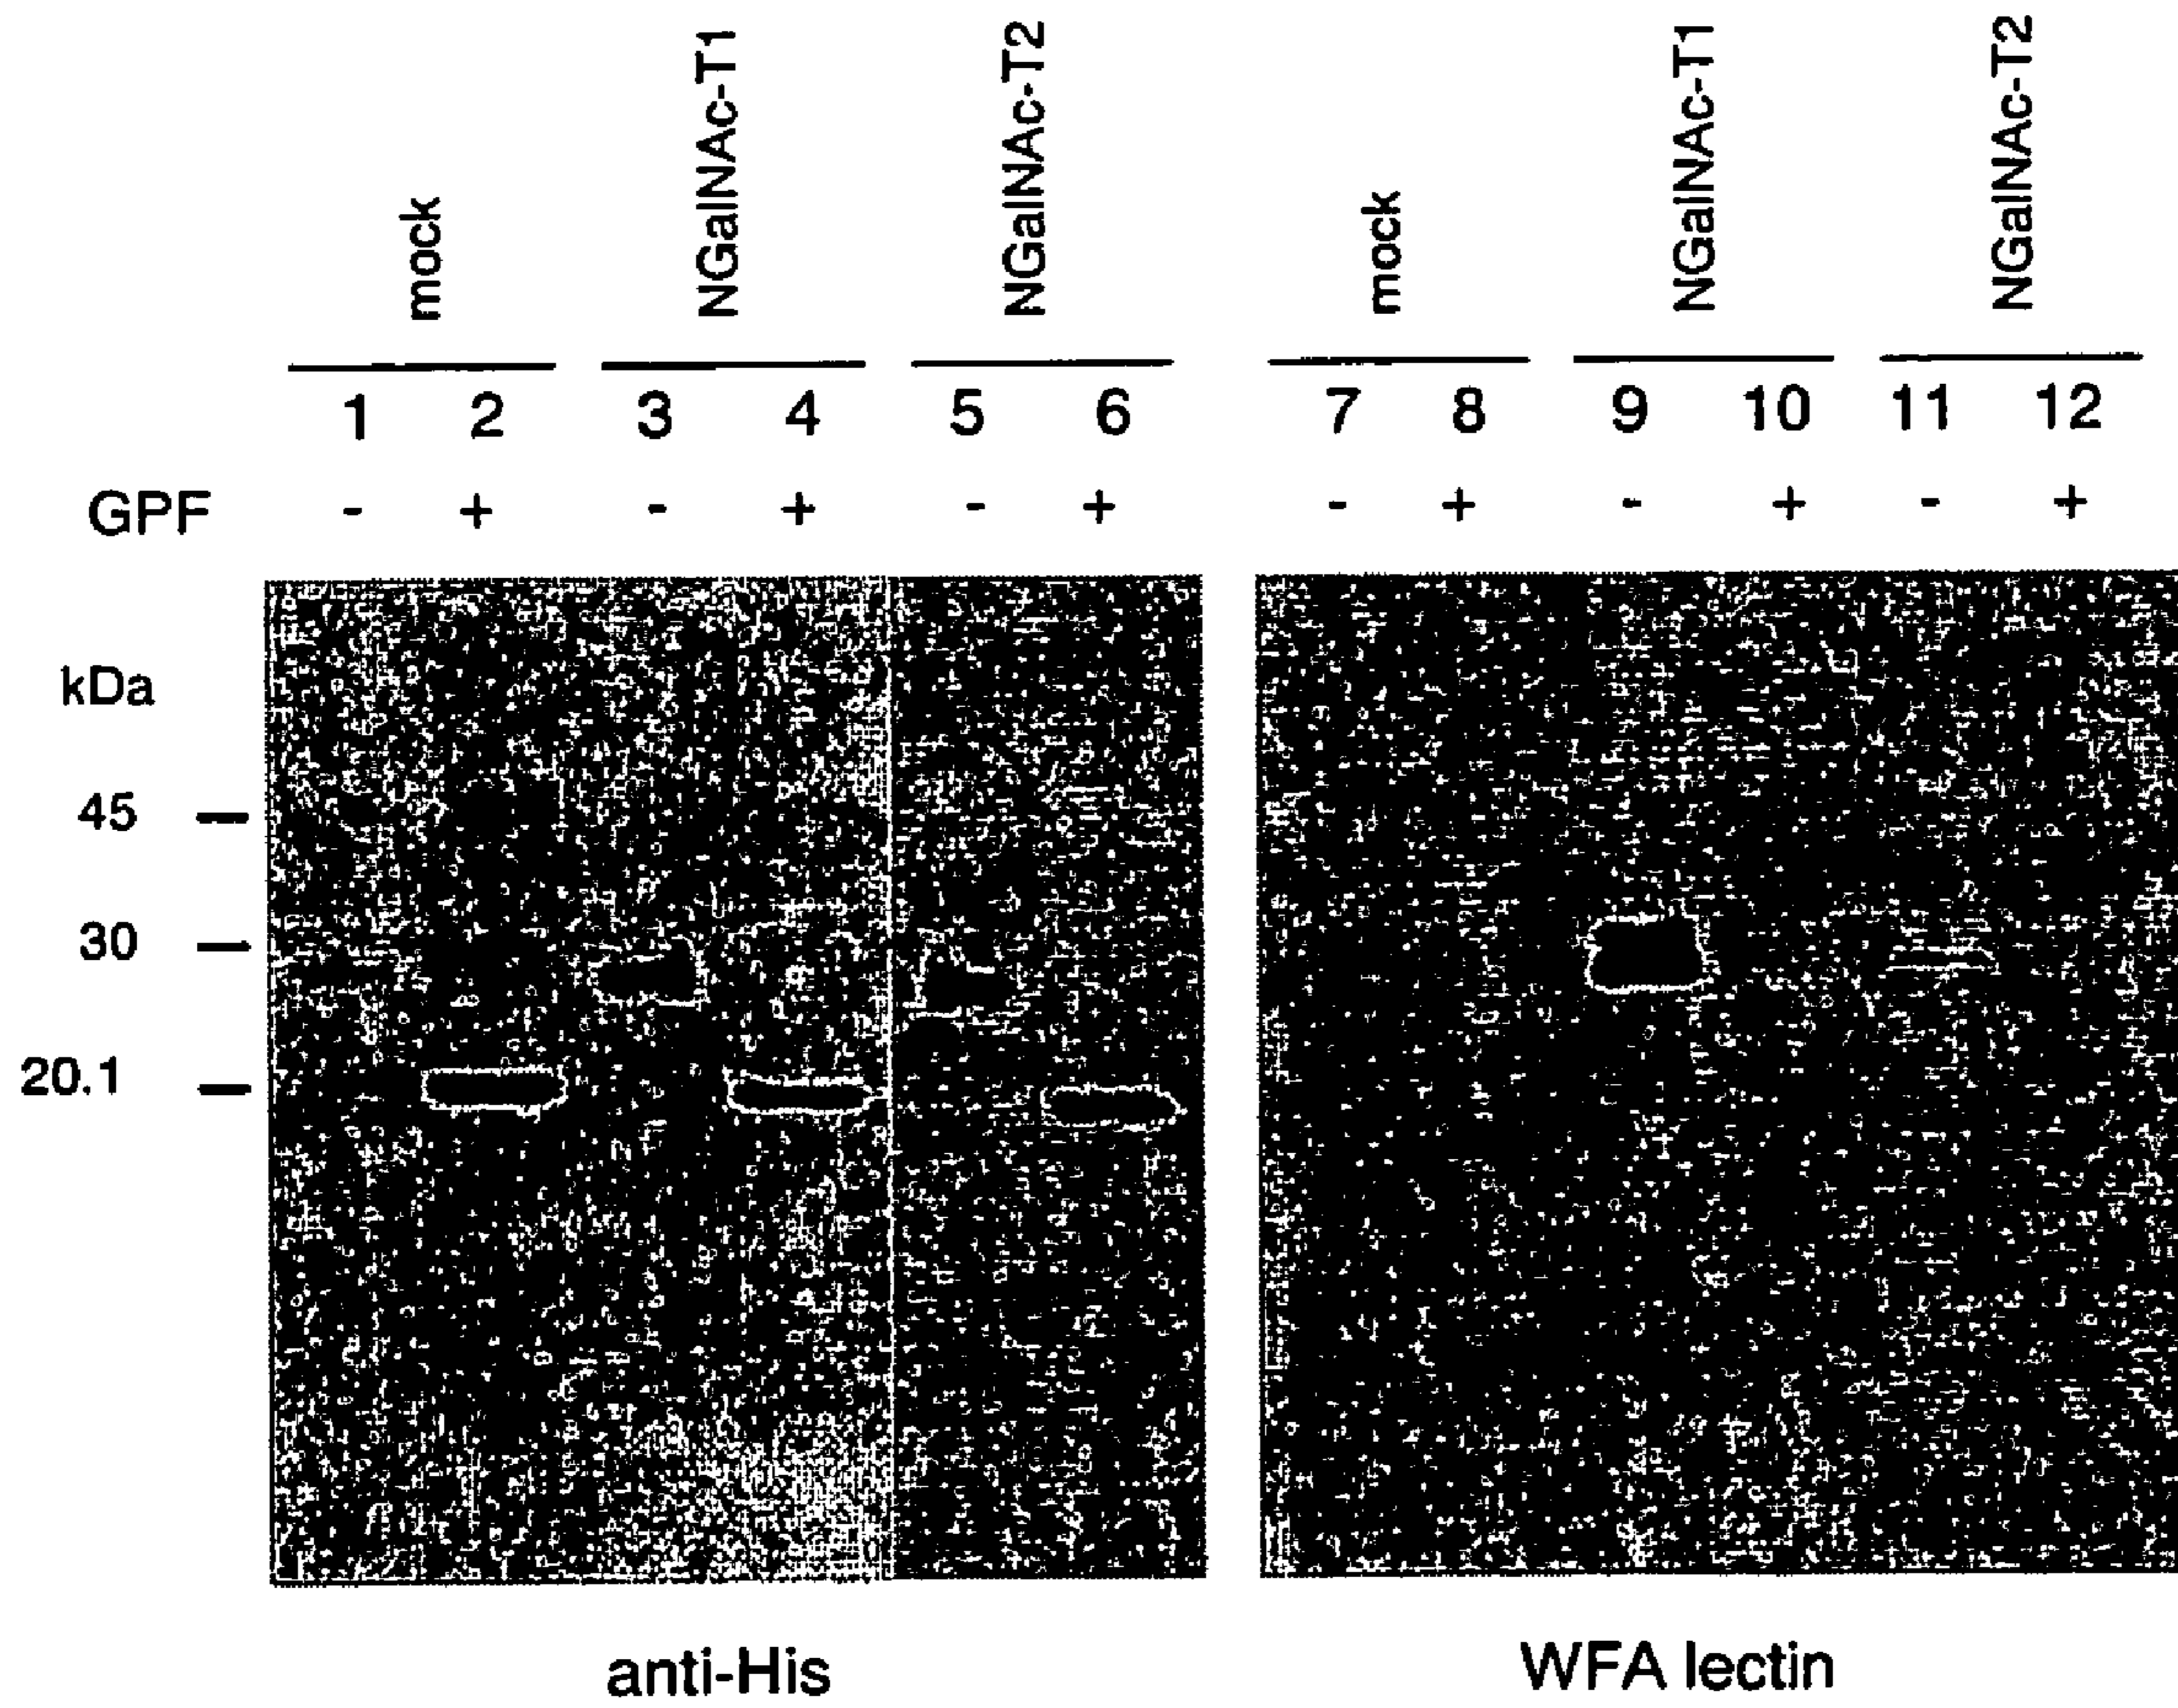 mock NGalNAc-T1 NGalNAc-T2 mock NGalNAc-T1 NGalNAc-T2
1 2 3 4 5 6 7 8 9 10 11 12
GPF - + - + - + - + - + - +
kDa
45
30
20.1
anti-His WFA lectin